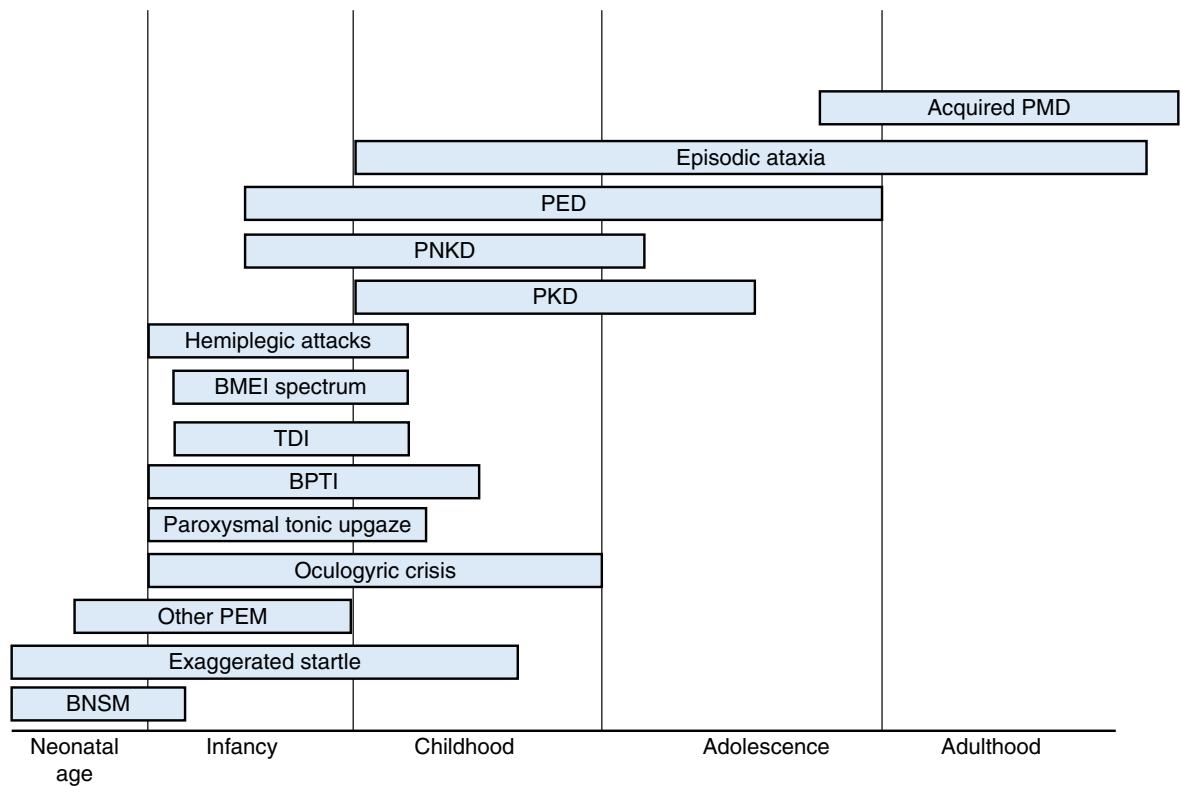 Acquired PMD
Episodic ataxia
PED
PNKD
PKD
Hemiplegic attacks
BMEI spectrum
TDI
BPTI
Paroxysmal tonic upgaze
Oculogyric crisis
Other PEM
Exaggerated startle
BNSM
Neonatal age
Infancy
Childhood
Adolescence
Adulthood